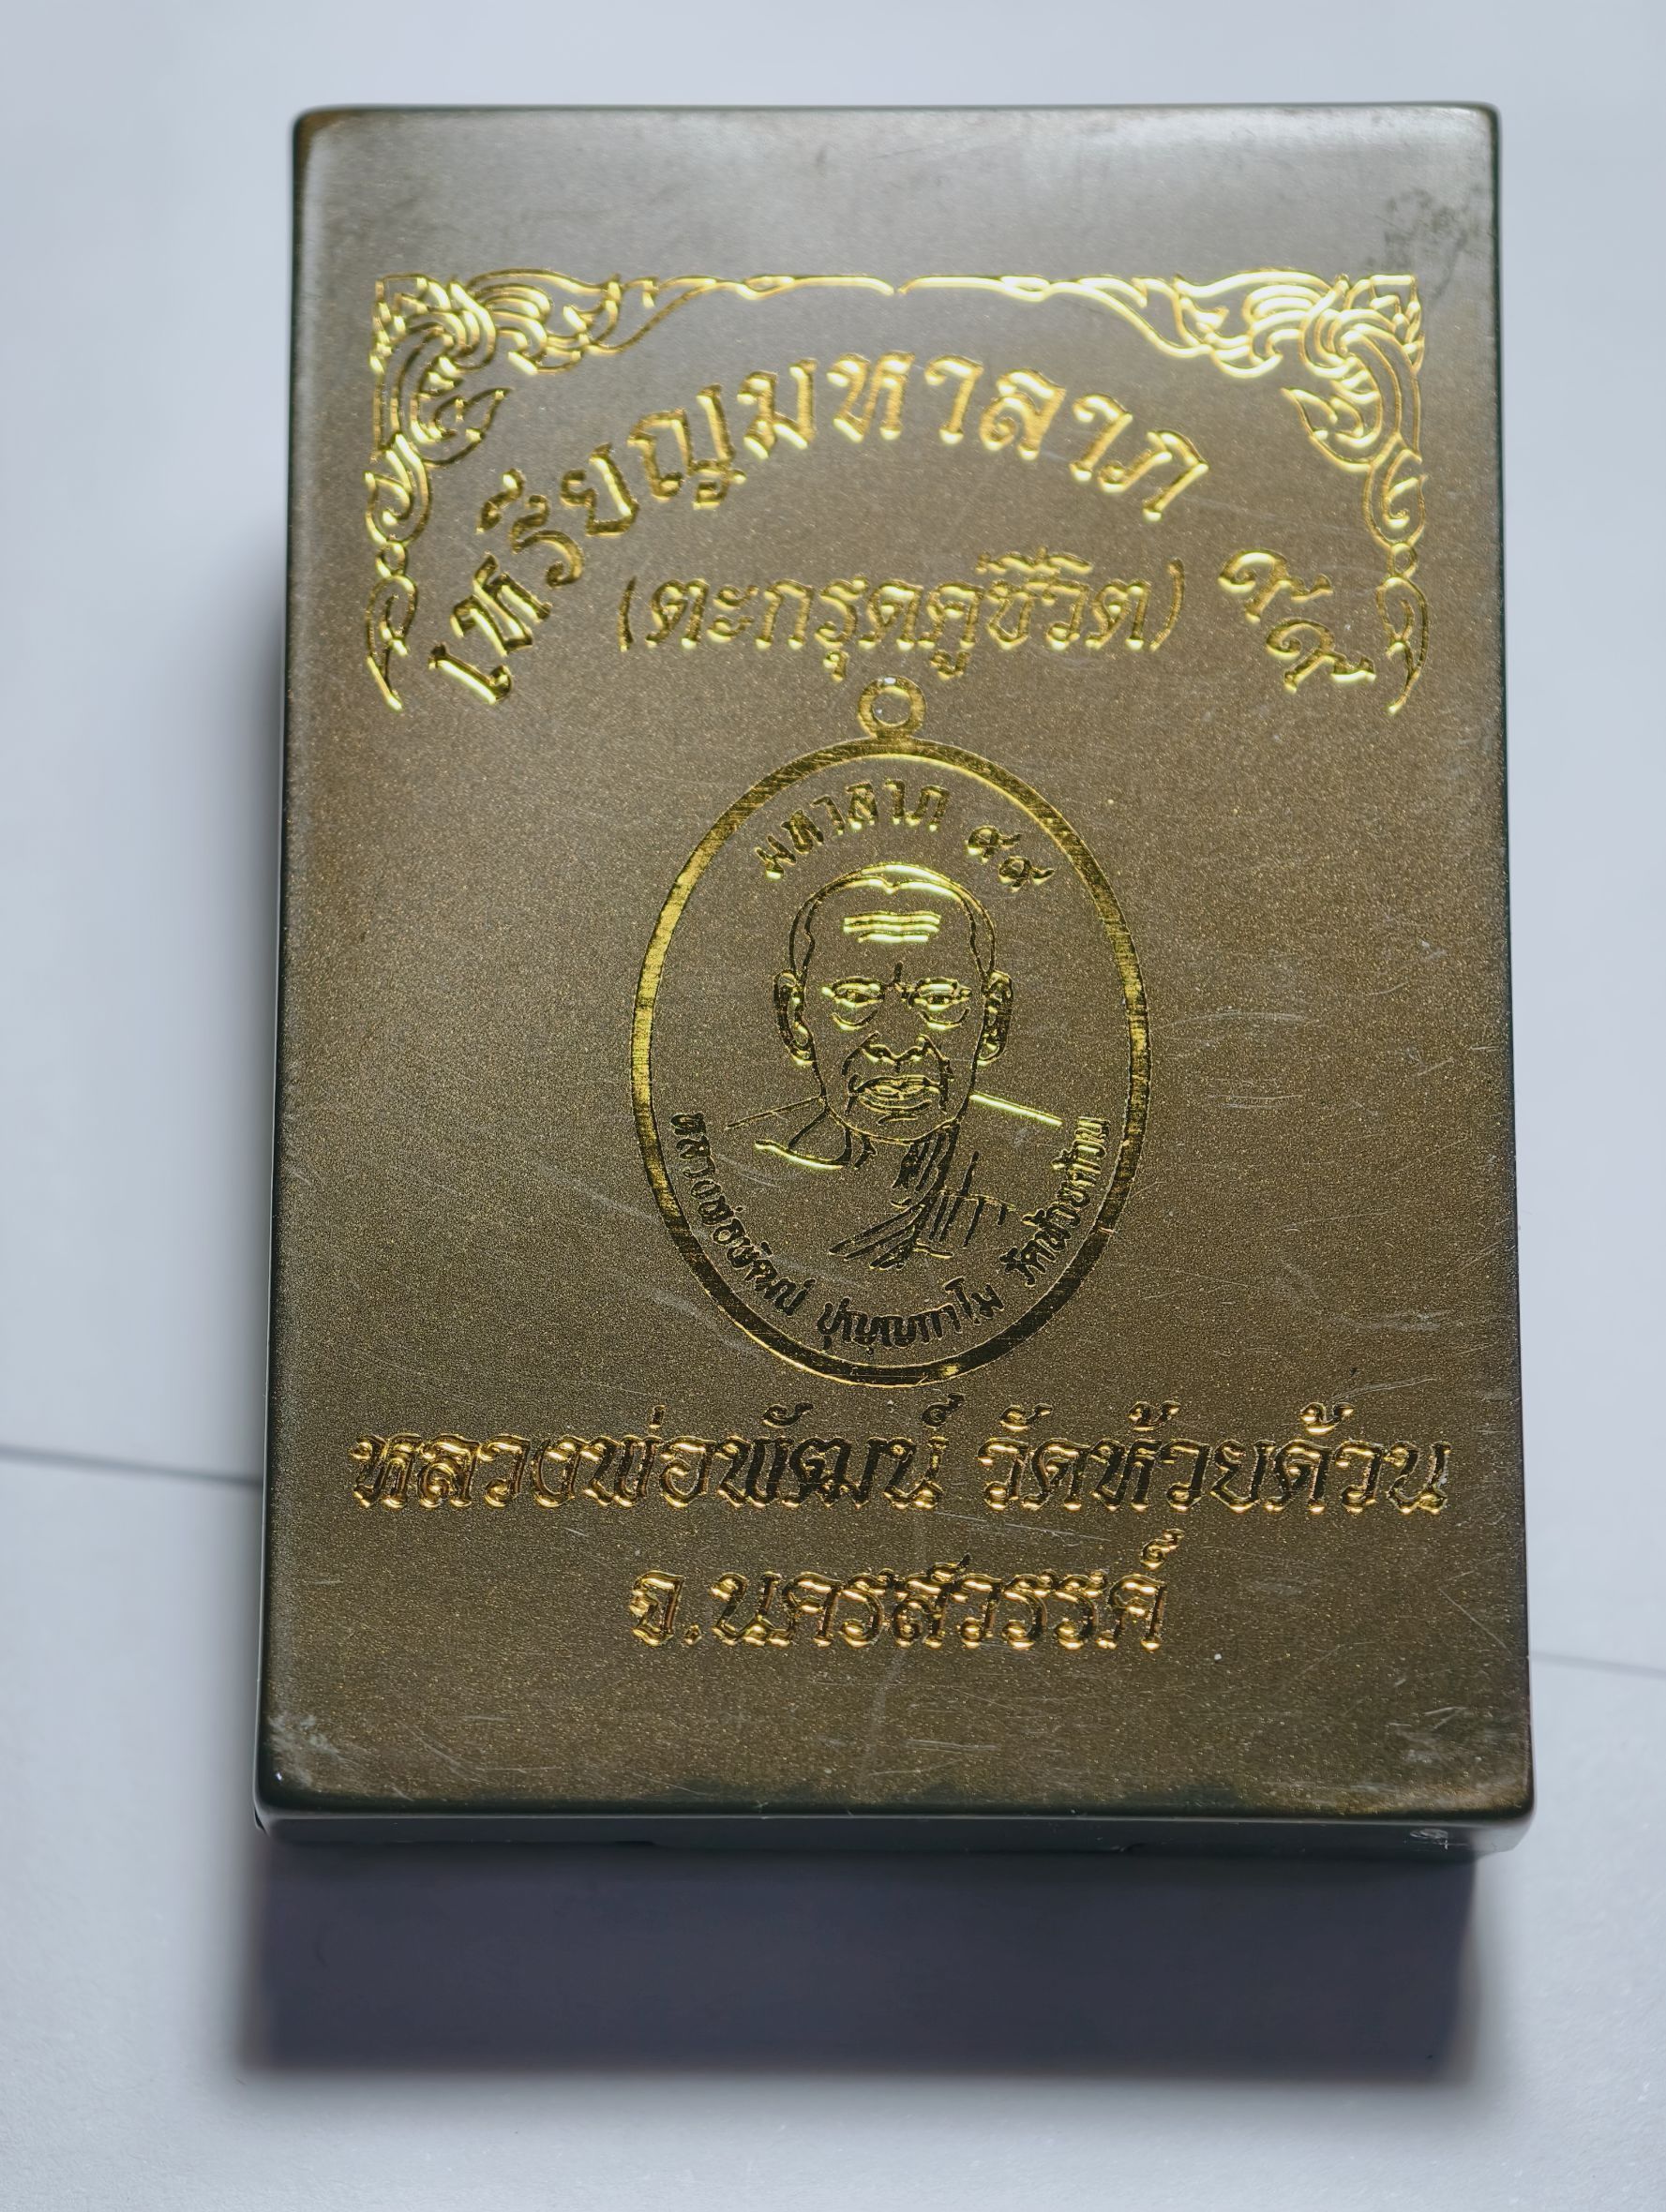 เหรียญมหาลาภ ๙๙
(ตะกรุดคู่ชีวิต)
มหาลาภ ๙๙
หลวงพ่อพัฒน์ ปุญฺญกาโม วัดห้วยด้วน
หลวงพ่อพัฒน์ วัดห้วยด้วน
จ.นครสวรรค์